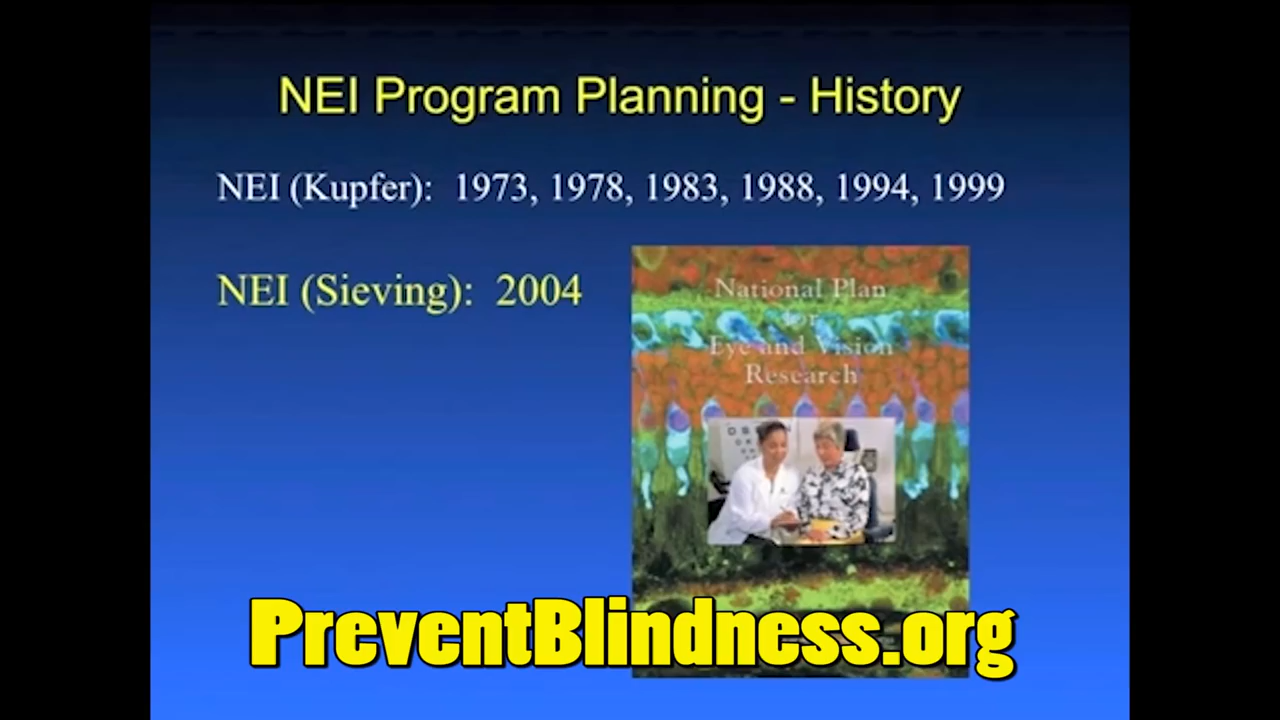 NEI Program Planning - History
NEI (Kupfer): 1973, 1978, 1983, 1988, 1994, 1999
NEI (Sieving): 2004
National Plan
for
Eye and Vision
Research
PreventBlindness.org